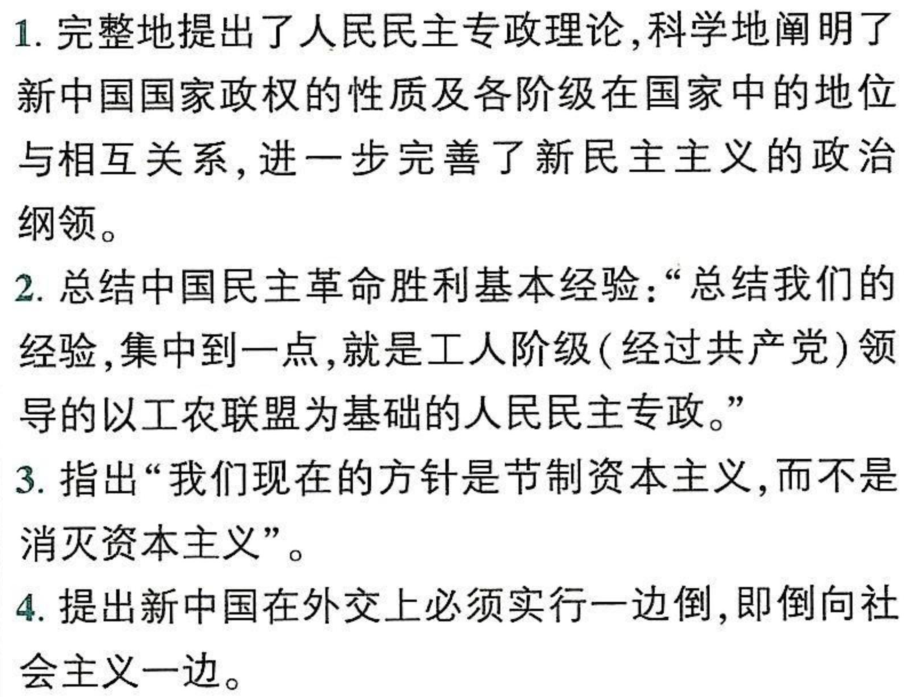 1. 完整地提出了人民民主专政理论,科学地阐明了
新中国国家政权的性质及各阶级在国家中的地位
与相互关系,进一步完善了新民主主义的政治
纲领。
2. 总结中国民主革命胜利基本经验:“总结我们的
经验,集中到一点,就是工人阶级(经过共产党)领
导的以工农联盟为基础的人民民主专政。”
3. 指出“我们现在的方针是节制资本主义,而不是
消灭资本主义”。
4. 提出新中国在外交上必须实行一边倒,即倒向社
会主义一边。